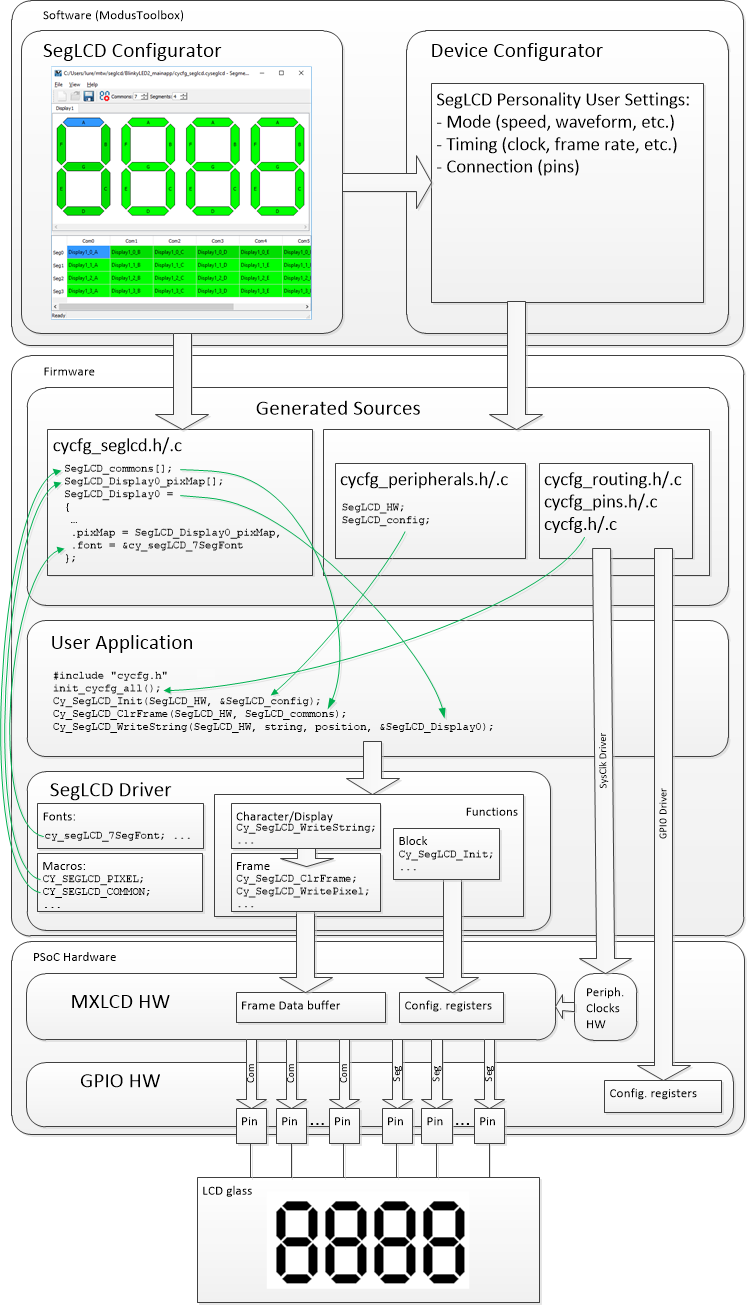 Software (ModusToolbox)
SegLCD Configurator
C:/Users/lure/mtw/seglcd/BlinkyLED2_mainapp/cycfg_seglcd.cyseglcd - Segme...
File View Help
Commons: 7 Segments: 4
Display1
A A A A
F B F B F B F B
G G G G
E C E C E C E C
D D D D
Com0 Com1 Com2 Com3 Com4 Com5
Seg0 Display1_0_A Display1_0_B Display1_0_C Display1_0_D Display1_0_E Display1_0_
Seg1 Display1_1_A Display1_1_B Display1_1_C Display1_1_D Display1_1_E Display1_1_
Seg2 Display1_2_A Display1_2_B Display1_2_C Display1_2_D Display1_2_E Display1_2_
Seg3 Display1_3_A Display1_3_B Display1_3_C Display1_3_D Display1_3_E Display1_3_
Ready
Device Configurator
SegLCD Personality User Settings:
- Mode (speed, waveform, etc.)
- Timing (clock, frame rate, etc.)
- Connection (pins)
Firmware
Generated Sources
cycfg_seglcd.h/.c
SegLCD_commons[];
SegLCD_Display0_pixMap[];
SegLCD_Display0 =
{
…
.pixMap = SegLCD_Display0_pixMap,
.font = &cy_segLCD_7SegFont
};
cycfg_peripherals.h/.c
SegLCD_HW;
SegLCD_config;
cycfg_routing.h/.c
cycfg_pins.h/.c
cycfg.h/.c
User Application
#include "cycfg.h"
init_cycfg_all();
Cy_SegLCD_Init(SegLCD_HW, &SegLCD_config);
Cy_SegLCD_ClrFrame(SegLCD_HW, SegLCD_commons);
Cy_SegLCD_WriteString(SegLCD_HW, string, position, &SegLCD_Display0);
SysClk Driver
GPIO Driver
SegLCD Driver
Fonts:
cy_segLCD_7SegFont; ...
Macros:
CY_SEGLCD_PIXEL;
CY_SEGLCD_COMMON;
...
Functions
Character/Display
Cy_SegLCD_WriteString;
...
Frame
Cy_SegLCD_ClrFrame;
Cy_SegLCD_WritePixel;
...
Block
Cy_SegLCD_Init;
...
PSoC Hardware
MXLCD HW
Frame Data buffer
Config. registers
Periph.
Clocks
HW
Com Com Com Seg Seg Seg
GPIO HW
Config. registers
Pin Pin ... Pin Pin Pin ... Pin
LCD glass
8888